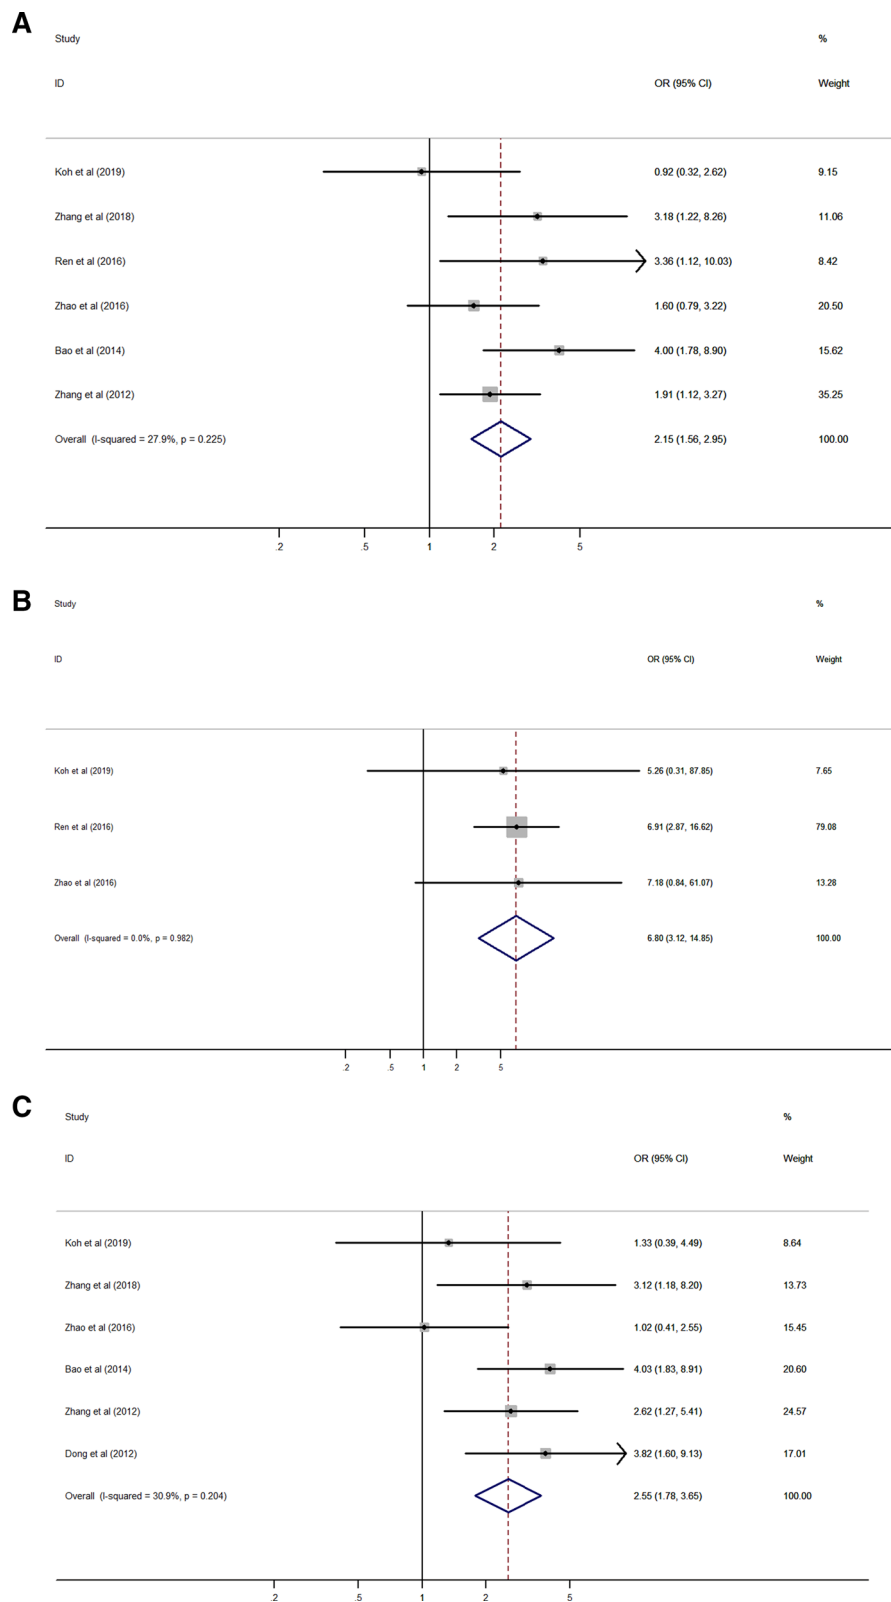 A
Study %
ID OR (95% CI) Weight
Koh et al (2019) 0.92 (0.32, 2.62) 9.15
Zhang et al (2018) 3.18 (1.22, 8.26) 11.06
Ren et al (2016) 3.36 (1.12, 10.03) 8.42
Zhao et al (2016) 1.60 (0.79, 3.22) 20.50
Bao et al (2014) 4.00 (1.78, 8.90) 15.62
Zhang et al (2012) 1.91 (1.12, 3.27) 35.25
Overall (I-squared = 27.9%, p = 0.225) 2.15 (1.56, 2.95) 100.00
.2 .5 1 2 5
B
Study %
ID OR (95% CI) Weight
Koh et al (2019) 5.26 (0.31, 87.85) 7.65
Ren et al (2016) 6.91 (2.87, 16.62) 79.08
Zhao et al (2016) 7.18 (0.84, 61.07) 13.28
Overall (I-squared = 0.0%, p = 0.982) 6.80 (3.12, 14.85) 100.00
.2 .5 1 2 5
C
Study %
ID OR (95% CI) Weight
Koh et al (2019) 1.33 (0.39, 4.49) 8.64
Zhang et al (2018) 3.12 (1.18, 8.20) 13.73
Zhao et al (2016) 1.02 (0.41, 2.55) 15.45
Bao et al (2014) 4.03 (1.83, 8.91) 20.60
Zhang et al (2012) 2.62 (1.27, 5.41) 24.57
Dong et al (2012) 3.82 (1.60, 9.13) 17.01
Overall (I-squared = 30.9%, p = 0.204) 2.55 (1.78, 3.65) 100.00
.2 .5 1 2 5